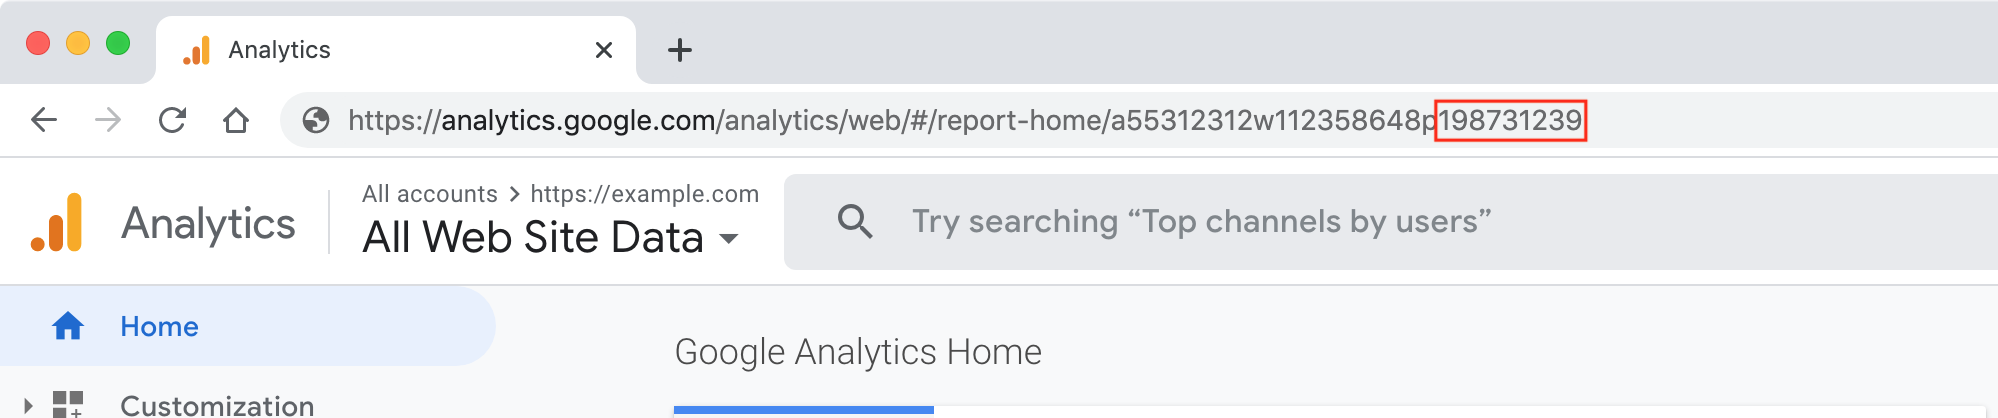 Analytics
https://analytics.google.com/analytics/web/#/report-home/a55312312w112358648p198731239
Analytics
All accounts > https://example.com
All Web Site Data
Try searching “Top channels by users”
Home
Google Analytics Home
Customization